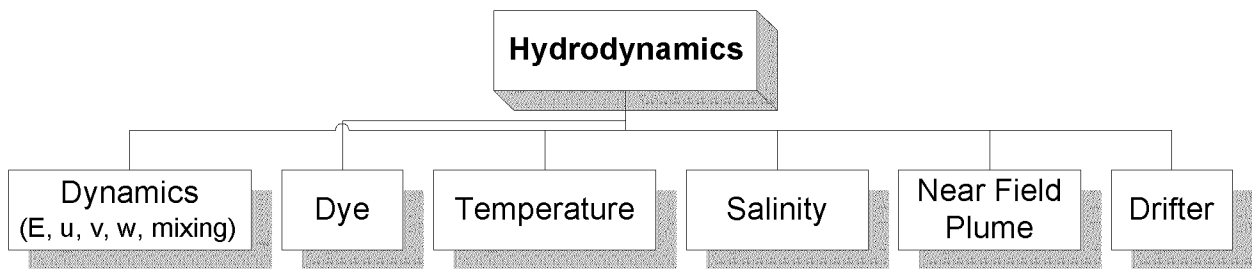 Hydrodynamics
Dynamics
(E, u, v, w, mixing)
Dye
Temperature
Salinity
Near Field
Plume
Drifter